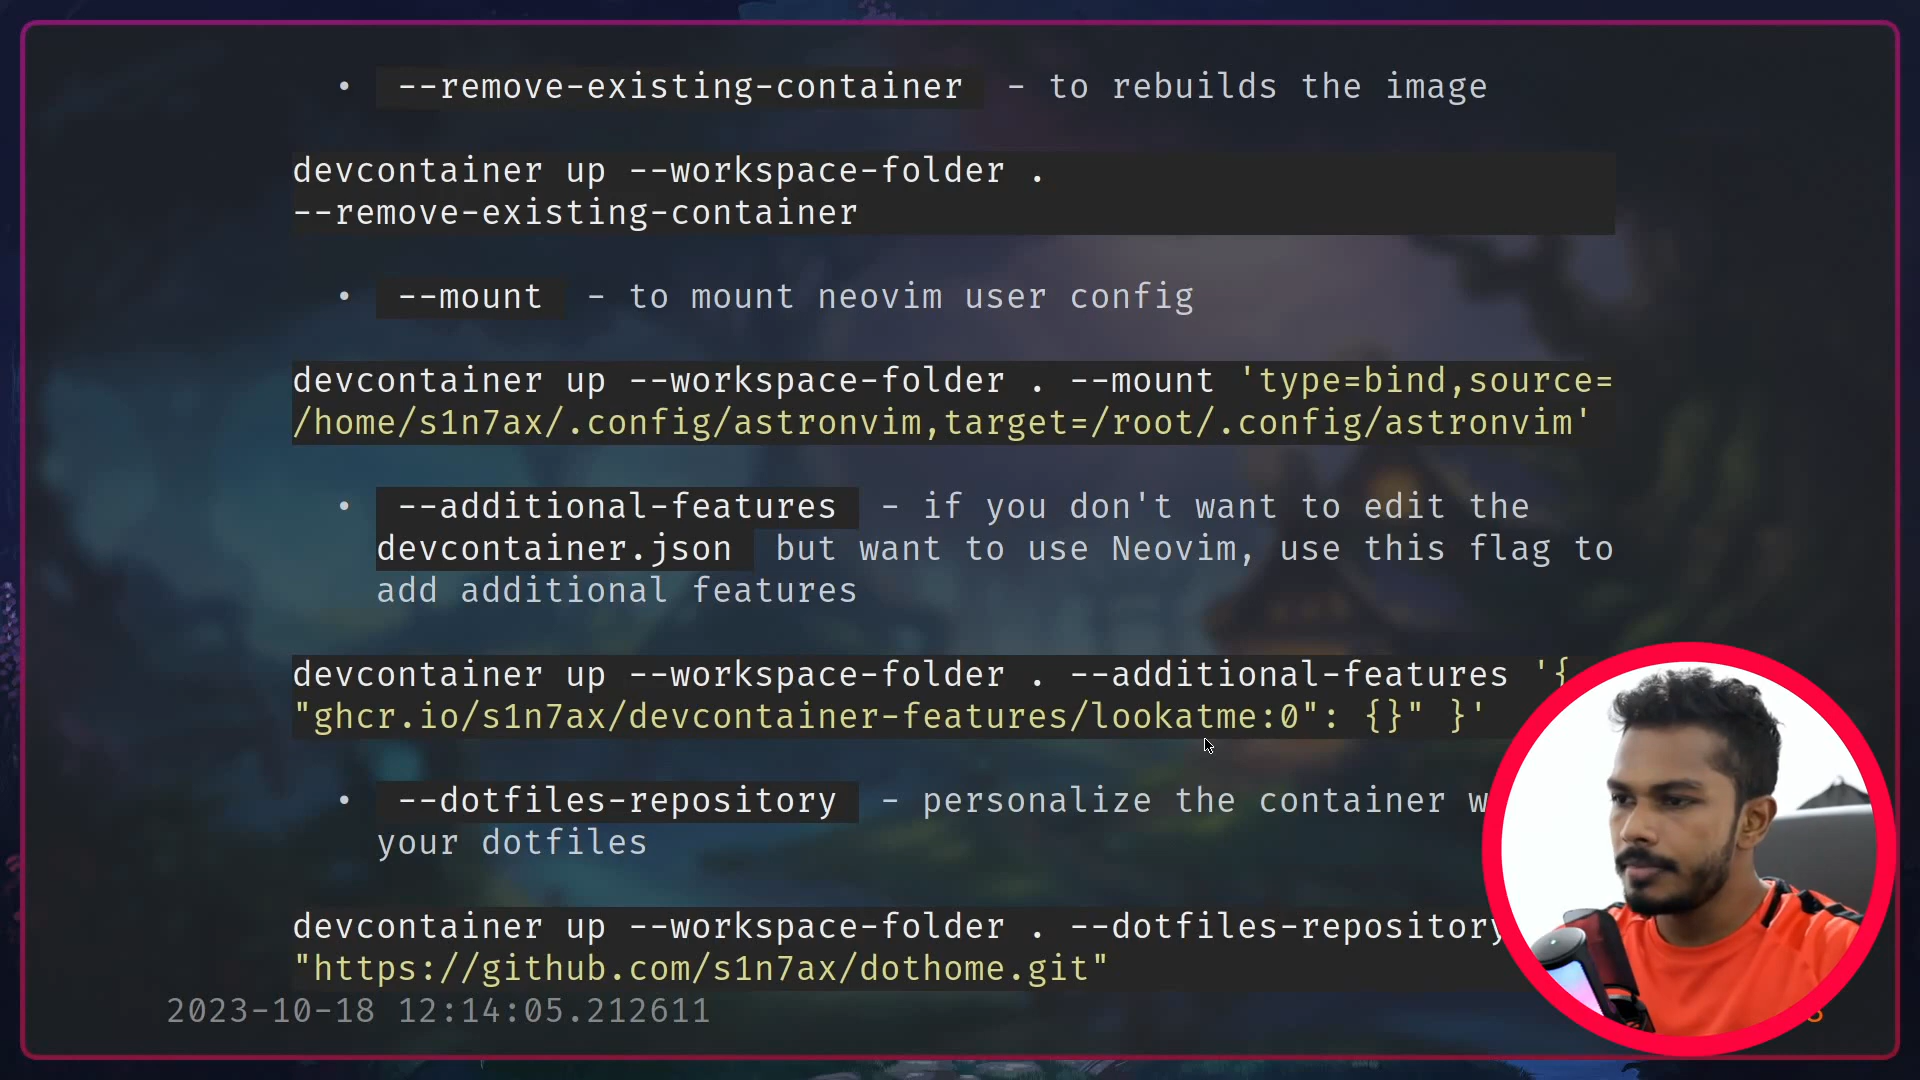 • --remove-existing-container - to rebuilds the image
devcontainer up --workspace-folder .
--remove-existing-container
• --mount - to mount neovim user config
devcontainer up --workspace-folder . --mount 'type=bind,source=
/home/s1n7ax/.config/astronvim,target=/root/.config/astronvim'
• --additional-features - if you don't want to edit the
devcontainer.json but want to use Neovim, use this flag to
add additional features
devcontainer up --workspace-folder . --additional-features '{
"ghcr.io/s1n7ax/devcontainer-features/lookatme:0": {}" }'
• --dotfiles-repository - personalize the container
your dotfiles
devcontainer up --workspace-folder . --dotfiles-repository
"https://github.com/s1n7ax/dothome.git"
2023-10-18 12:14:05.212611